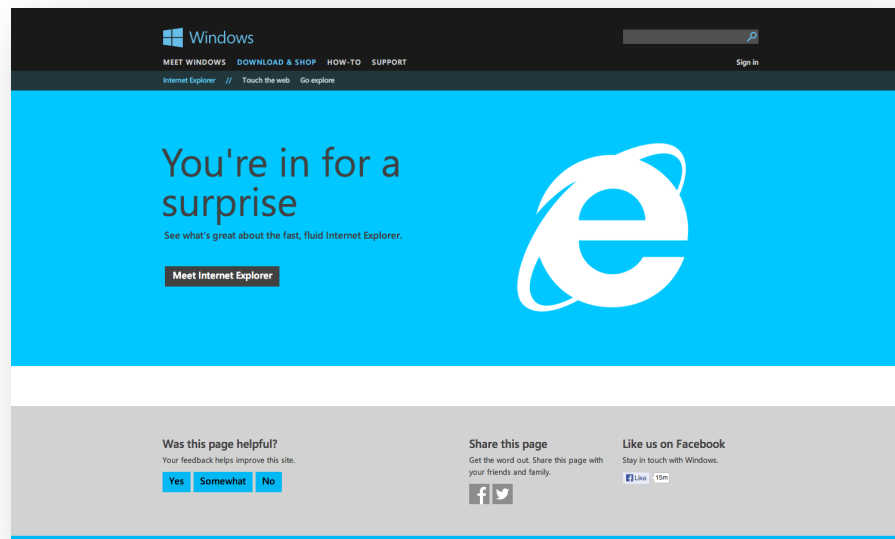 Windows
MEET WINDOWS DOWNLOAD & SHOP HOW-TO SUPPORT
Sign in
Internet Explorer // Touch the web Go explore
You're in for a
surprise
See what's great about the fast, fluid Internet Explorer.
Meet Internet Explorer
Was this page helpful?
Your feedback helps improve this site.
Yes Somewhat No
Share this page
Get the word out. Share this page with
your friends and family.
Like us on Facebook
Stay in touch with Windows.
Like 15m